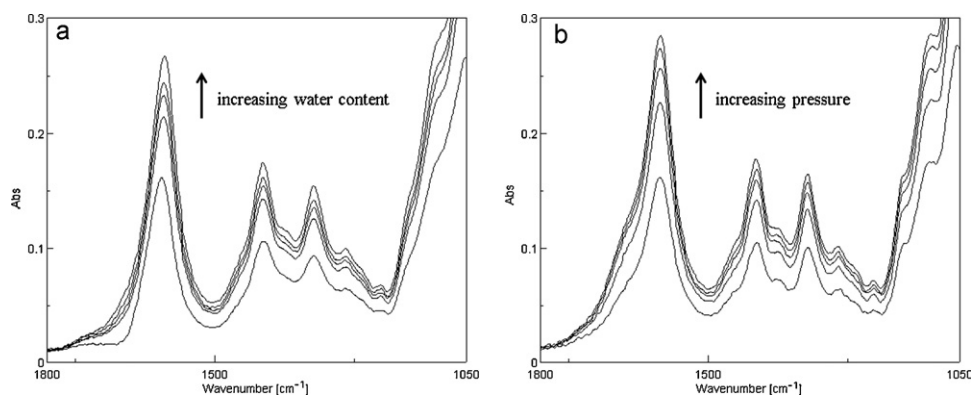 a
0.3
0.2
0.1
0
Abs
increasing water content
1800
1500
1050
Wavenumber [cm⁻¹]
b
0.3
0.2
0.1
0
Abs
increasing pressure
1800
1500
1050
Wavenumber [cm⁻¹]